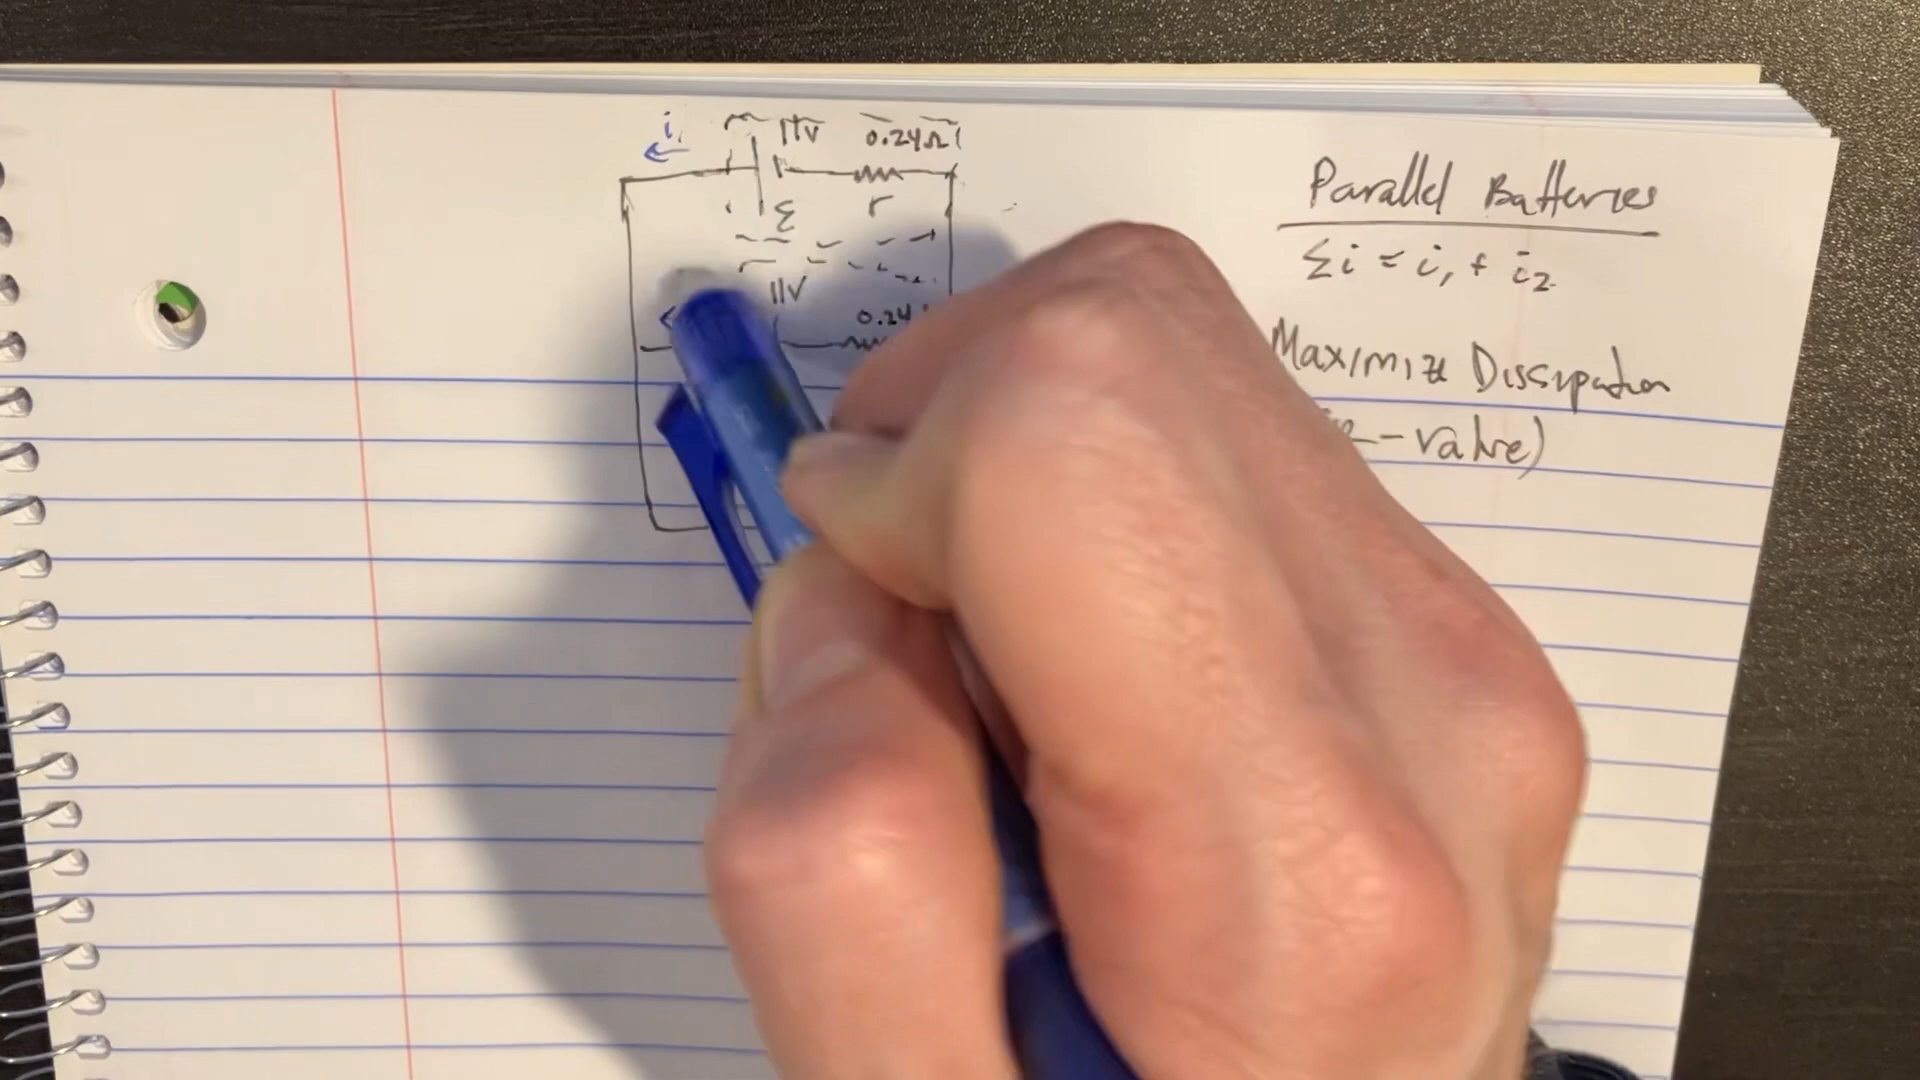 i,
11V 0.24Ω
Ɛ r
11V
0.24
Parallel Batteries
Σi = i, + i2
Maximize Dissipation
-value)